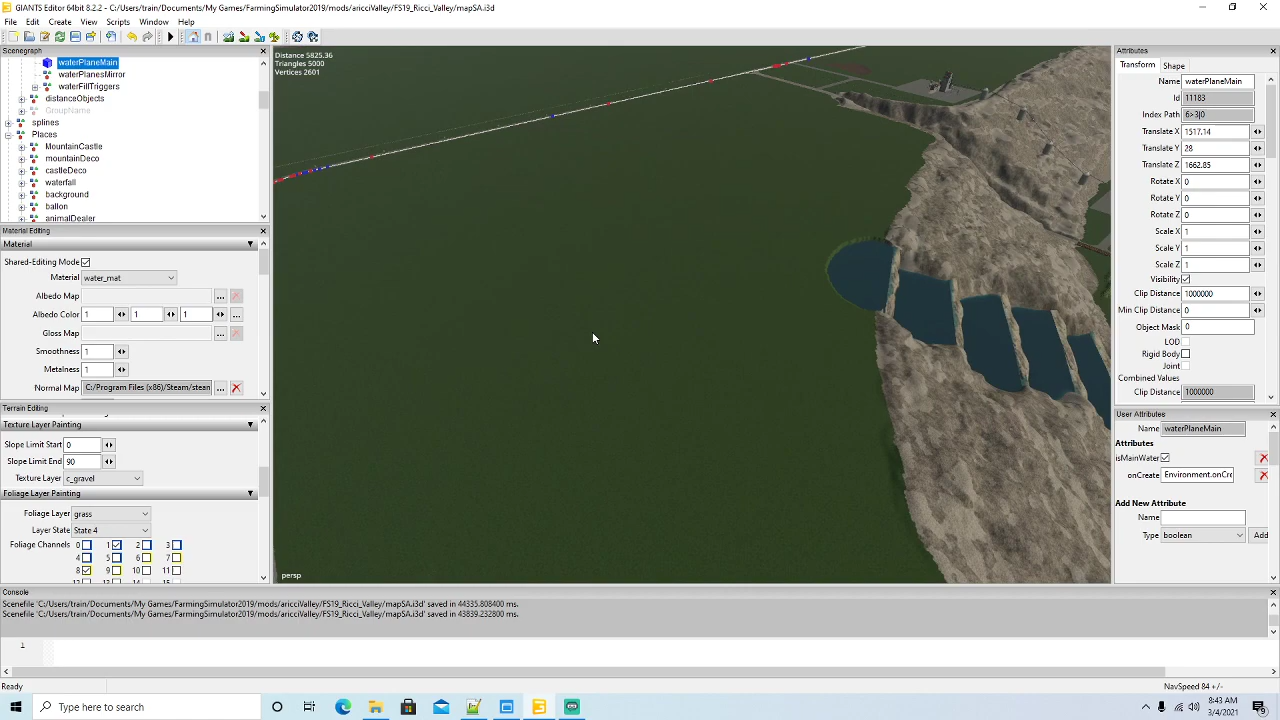 GIANTS Editor 64bit 8.2.2 - C:/Users/train/Documents/My Games/FarmingSimulator2019/mods/aricciValley/FS19_Ricci_Valley/mapSA.i3d
File Edit Create View Scripts Window Help
Scenegraph
waterPlaneMain
waterPlanesMirror
waterFillTriggers
distanceObjects
GroupName
splines
Places
MountainCastle
mountainDeco
castleDeco
waterfall
background
ballon
animalDealer
Material Editing
Material
Shared-Editing Mode
Material water_mat
Albedo Map ...
Albedo Color 1 1 1 ...
Gloss Map ...
Smoothness 1
Metalness 1
Normal Map C:/Program Files (x86)/Steam/stean ...
Terrain Editing
Texture Layer Painting
Slope Limit Start 0
Slope Limit End 90
Texture Layer c_gravel
Foliage Layer Painting
Foliage Layer grass
Layer State State 4
Foliage Channels 0 1 2 3
4 5 6 7
8 9 10 11
Distance 5825.36
Triangles 5000
Vertices 2601
persp
Attributes
Transform Shape
Name waterPlaneMain
Id 11183
Index Path 6>3|0
Translate X 1517.14
Translate Y 28
Translate Z 1662.85
Rotate X 0
Rotate Y 0
Rotate Z 0
Scale X 1
Scale Y 1
Scale Z 1
Visibility
Clip Distance 1000000
Min Clip Distance 0
Object Mask 0
LOD
Rigid Body
Joint
Combined Values
Clip Distance 1000000
User Attributes
Name waterPlaneMain
Attributes
isMainWater
onCreate Environment.onCre
Add New Attribute
Name
Type boolean Add
Console
Scenefile 'C:/Users/train/Documents/My Games/FarmingSimulator2019/mods/aricciValley/FS19_Ricci_Valley/mapSA.i3d' saved in 44335.808400 ms.
Scenefile 'C:/Users/train/Documents/My Games/FarmingSimulator2019/mods/aricciValley/FS19_Ricci_Valley/mapSA.i3d' saved in 43839.232800 ms.
1
Ready
NavSpeed 84 +/-
Type here to search
8:43 AM
3/4/2021